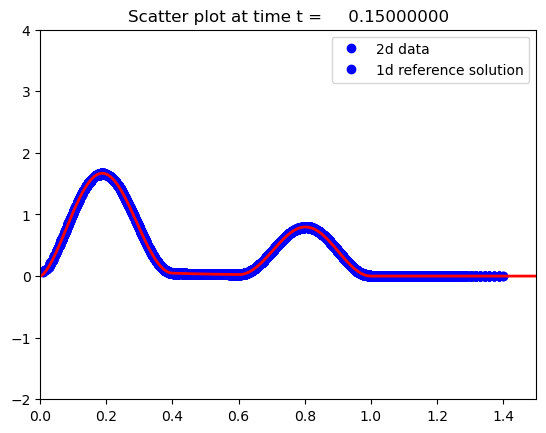 Scatter plot at time t = 0.15000000
2d data
1d reference solution
4
3
2
1
0
−1
−2
0.0 0.2 0.4 0.6 0.8 1.0 1.2 1.4